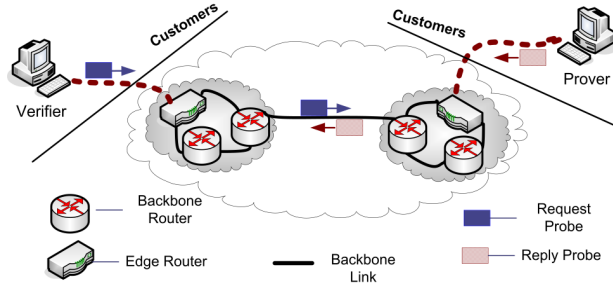 Customers
Customers
Verifier
Prover
Backbone
Router
Edge Router
Backbone
Link
Request
Probe
Reply Probe